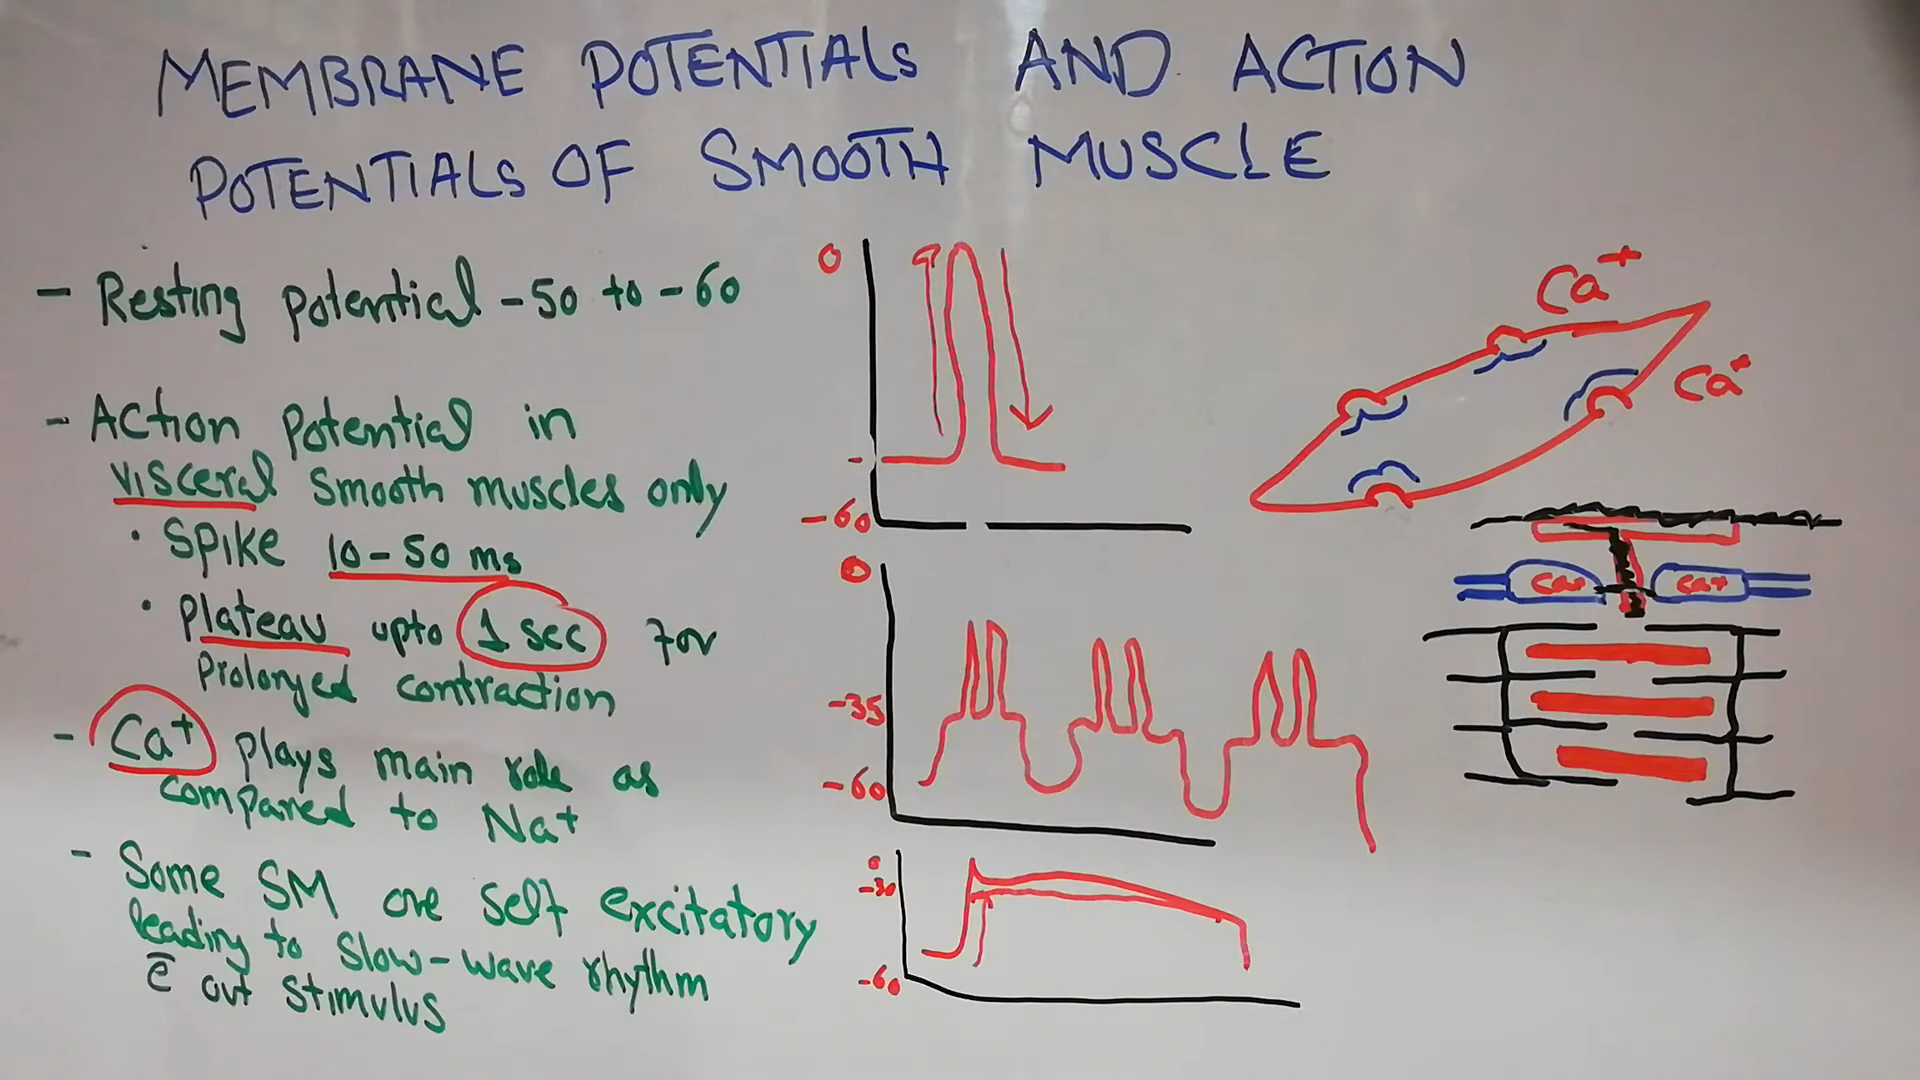 MEMBRANE POTENTIALS AND ACTION
POTENTIALS OF SMOOTH MUSCLE
- Resting potential -50 to -60
- Action potential in
visceral smooth muscles only
• Spike 10-50 ms
• Plateau upto 1 sec for
Prolonged contraction
- Ca+ plays main role as
compared to Na+
- Some SM are self excitatory
leading to slow-wave rhythm
c̄ out stimulus
0
-
-60
0
-35
-60
0
-30
-60
Ca+
Ca+
Ca+
Ca+